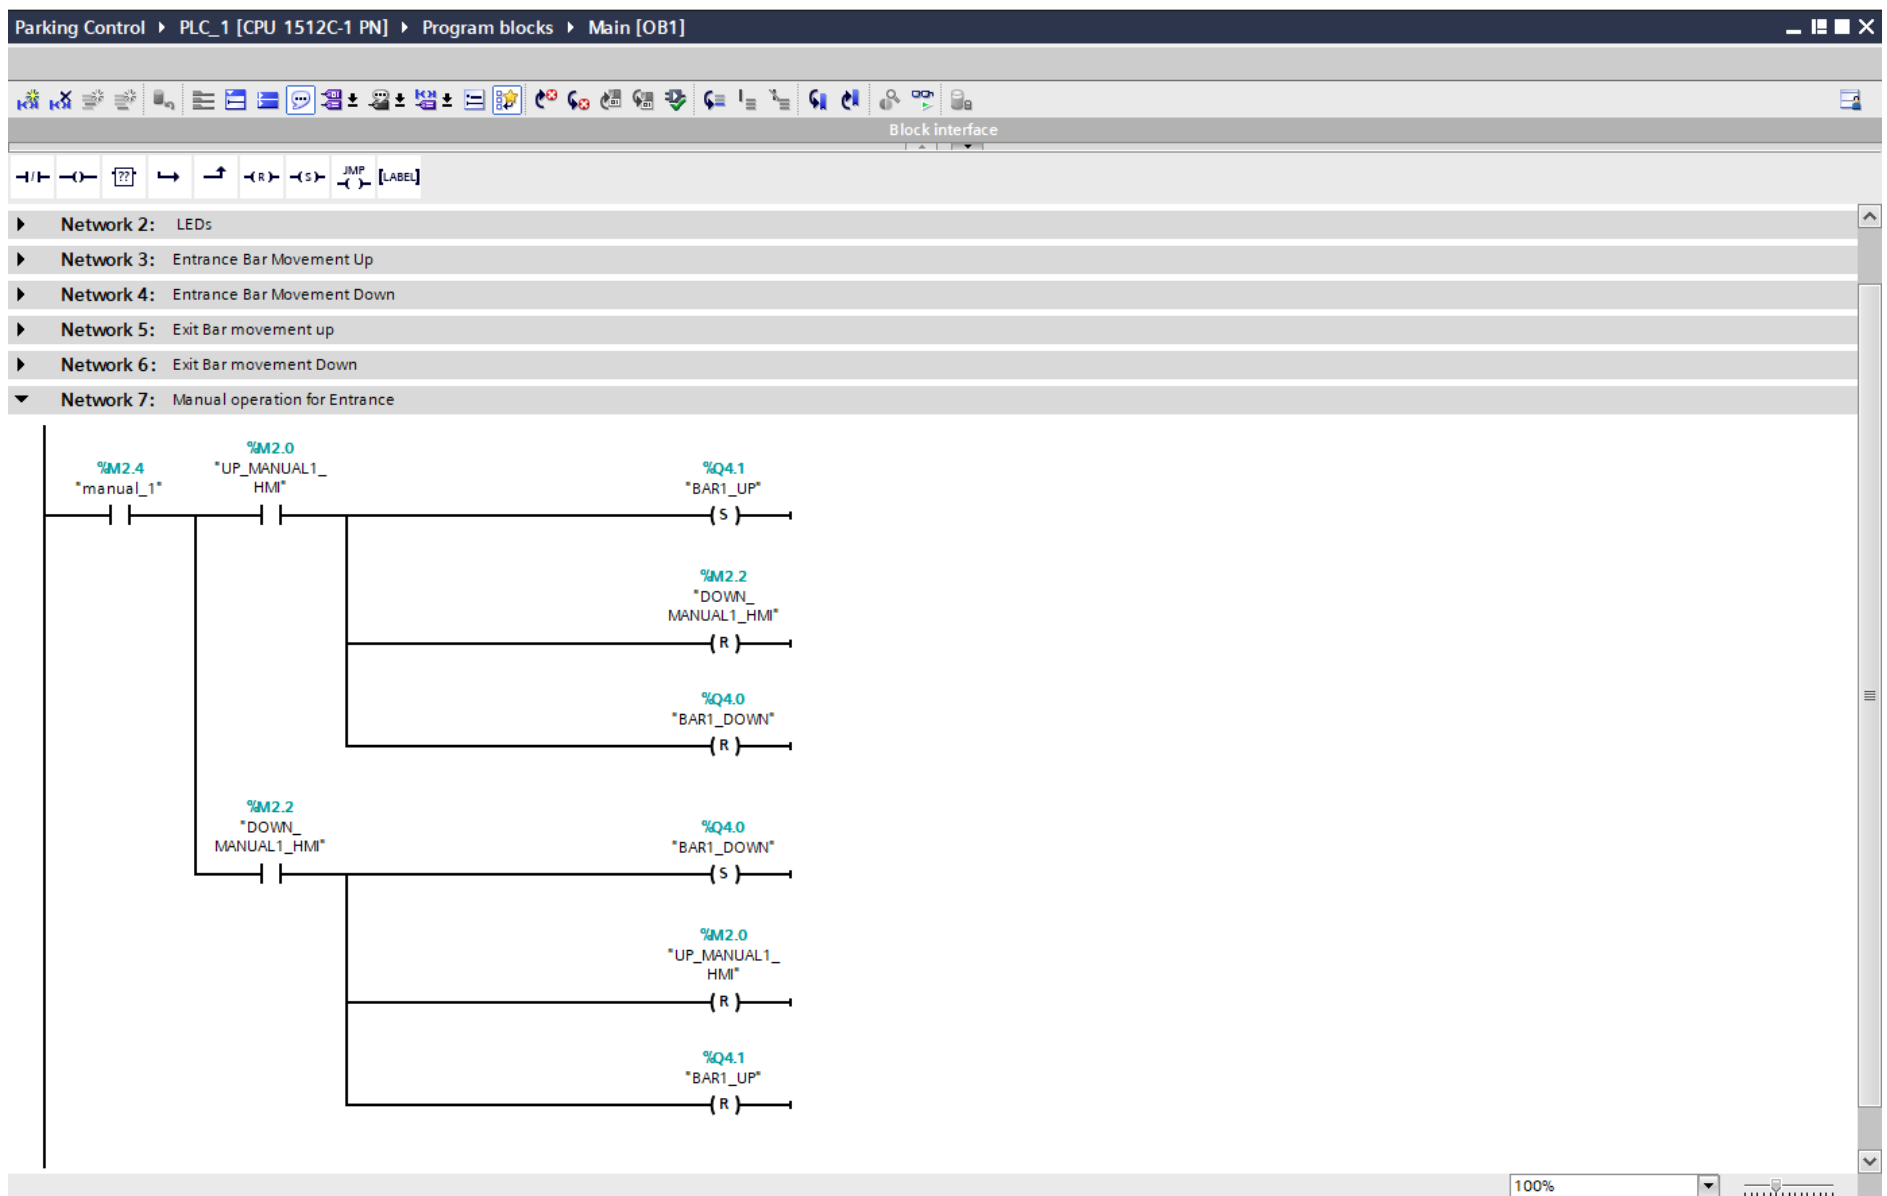 Parking Control ▸ PLC_1 [CPU 1512C-1 PN] ▸ Program blocks ▸ Main [OB1]
Block interface
??
R
S
JMP
[LABEL]
Network 2: LEDs
Network 3: Entrance Bar Movement Up
Network 4: Entrance Bar Movement Down
Network 5: Exit Bar movement up
Network 6: Exit Bar movement Down
Network 7: Manual operation for Entrance
%M2.4
"manual_1"
%M2.0
"UP_MANUAL1_
HMI"
%Q4.1
"BAR1_UP"
S
%M2.2
"DOWN_
MANUAL1_HMI"
R
%Q4.0
"BAR1_DOWN"
R
%M2.2
"DOWN_
MANUAL1_HMI"
%Q4.0
"BAR1_DOWN"
S
%M2.0
"UP_MANUAL1_
HMI"
R
%Q4.1
"BAR1_UP"
R
100%